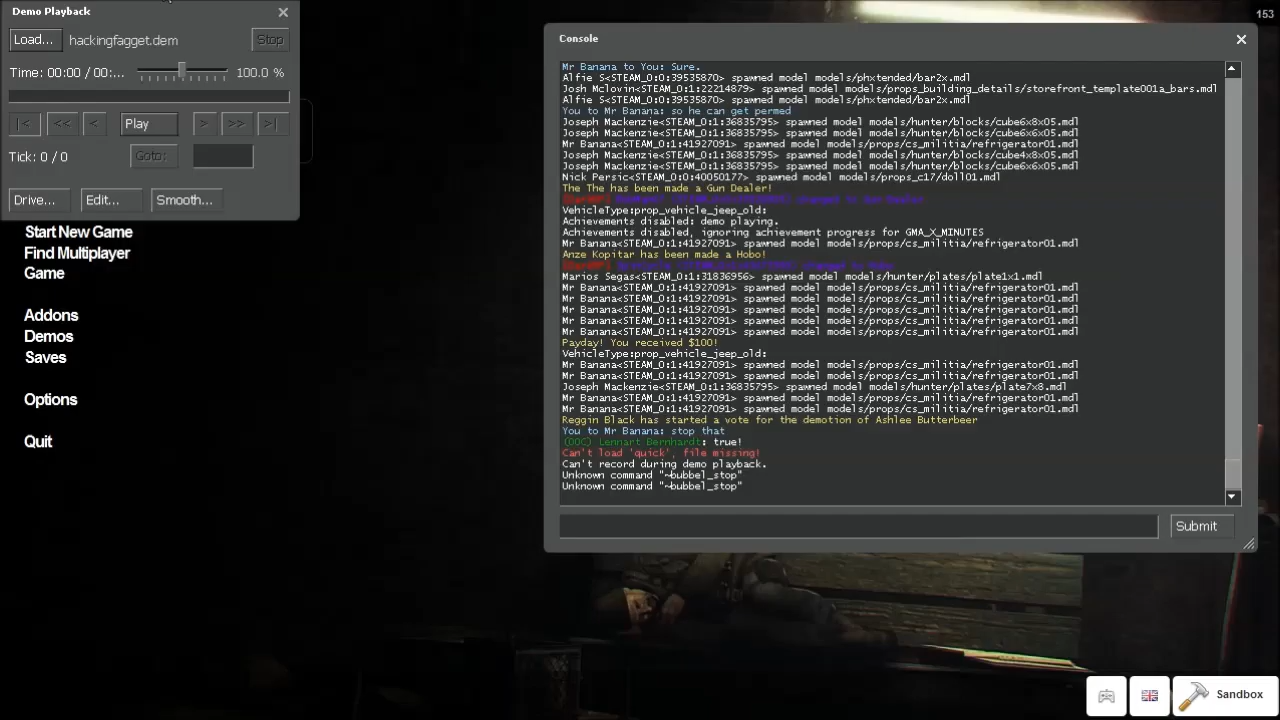 Demo Playback
Load... hackingfagget.dem Stop
Time: 00:00 / 00:... 100.0 %
|< << < Play > >> >|
Tick: 0 / 0 Goto:
Drive... Edit... Smooth...
Start New Game
Find Multiplayer
Game
Addons
Demos
Saves
Options
Quit
153
Console
Mr Banana to You: Sure.
Alfie S<STEAM_0:0:39535870> spawned model models/phxtended/bar2x.mdl
Josh Mclovin<STEAM_0:1:22214879> spawned model models/props_building_details/storefront_template001a_bars.mdl
Alfie S<STEAM_0:0:39535870> spawned model models/phxtended/bar2x.mdl
You to Mr Banana: so he can get permed
Joseph Mackenzie<STEAM_0:1:36835795> spawned model models/hunter/blocks/cube6x8x05.mdl
Joseph Mackenzie<STEAM_0:1:36835795> spawned model models/hunter/blocks/cube6x6x05.mdl
Mr Banana<STEAM_0:1:41927091> spawned model models/props/cs_militia/refrigerator01.mdl
Joseph Mackenzie<STEAM_0:1:36835795> spawned model models/hunter/blocks/cube4x8x05.mdl
Joseph Mackenzie<STEAM_0:1:36835795> spawned model models/hunter/blocks/cube6x6x05.mdl
Nick Persic<STEAM_0:0:40050177> spawned model models/props_c17/doll01.mdl
The The has been made a Gun Dealer!
VehicleType:prop_vehicle_jeep_old:
Achievements disabled: demo playing.
Achievements disabled, ignoring achievement progress for GMA_X_MINUTES
Mr Banana<STEAM_0:1:41927091> spawned model models/props/cs_militia/refrigerator01.mdl
Anze Kopitar has been made a Hobo!
Marios Segas<STEAM_0:1:31836956> spawned model models/hunter/plates/plate1x1.mdl
Mr Banana<STEAM_0:1:41927091> spawned model models/props/cs_militia/refrigerator01.mdl
Mr Banana<STEAM_0:1:41927091> spawned model models/props/cs_militia/refrigerator01.mdl
Mr Banana<STEAM_0:1:41927091> spawned model models/props/cs_militia/refrigerator01.mdl
Mr Banana<STEAM_0:1:41927091> spawned model models/props/cs_militia/refrigerator01.mdl
Mr Banana<STEAM_0:1:41927091> spawned model models/props/cs_militia/refrigerator01.mdl
Payday! You received $100!
VehicleType:prop_vehicle_jeep_old:
Mr Banana<STEAM_0:1:41927091> spawned model models/props/cs_militia/refrigerator01.mdl
Mr Banana<STEAM_0:1:41927091> spawned model models/props/cs_militia/refrigerator01.mdl
Joseph Mackenzie<STEAM_0:1:36835795> spawned model models/hunter/plates/plate7x8.mdl
Mr Banana<STEAM_0:1:41927091> spawned model models/props/cs_militia/refrigerator01.mdl
Mr Banana<STEAM_0:1:41927091> spawned model models/props/cs_militia/refrigerator01.mdl
Reggin Black has started a vote for the demotion of Ashlee Butterbeer
You to Mr Banana: stop that
(OOC) Lennart Bernhardt: true!
Can't load 'quick', file missing!
Can't record during demo playback.
Unknown command "~bubbel_stop"
Unknown command "~bubbel_stop"
Submit
Sandbox